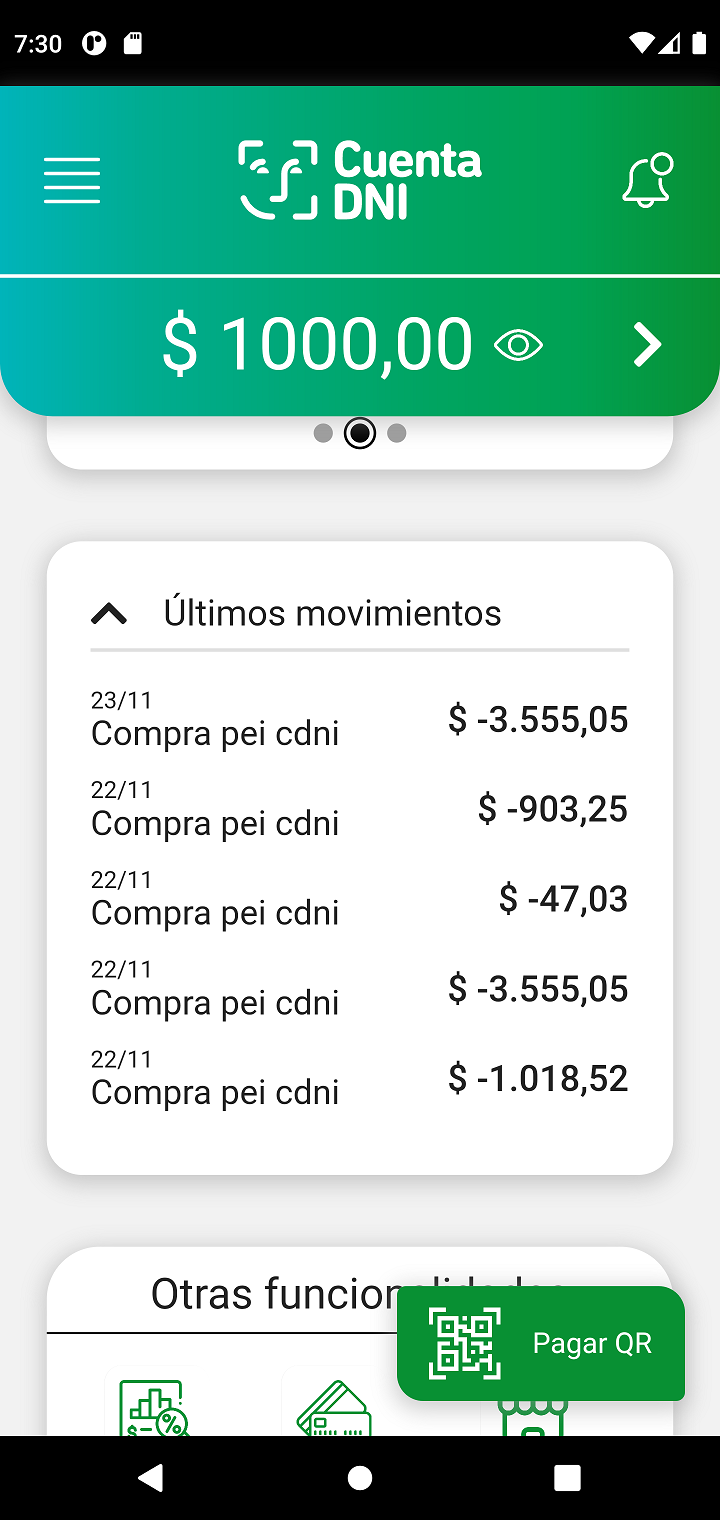 7:30
Cuenta
DNI
$ 1000,00
Últimos movimientos
23/11
Compra pei cdni
$ -3.555,05
22/11
Compra pei cdni
$ -903,25
22/11
Compra pei cdni
$ -47,03
22/11
Compra pei cdni
$ -3.555,05
22/11
Compra pei cdni
$ -1.018,52
Otras
Pagar QR